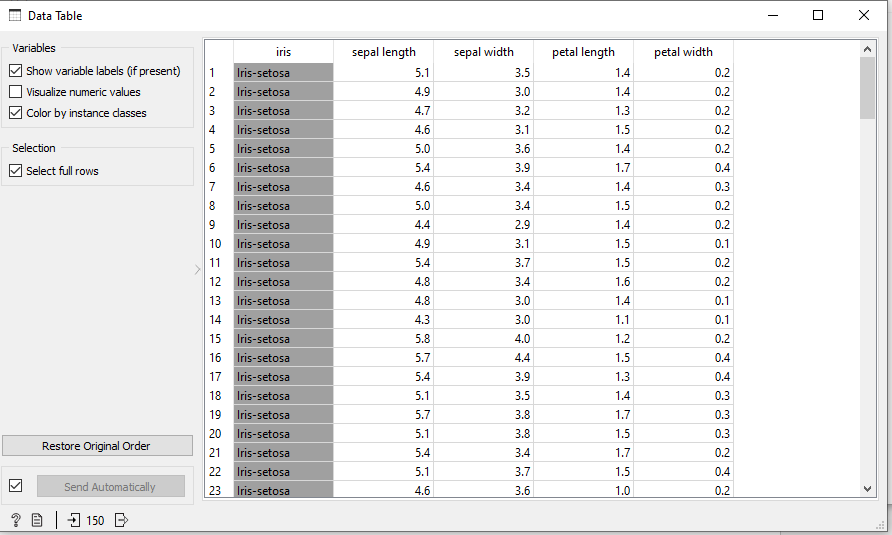 Data Table
Variables
Show variable labels (if present)
Visualize numeric values
Color by instance classes
Selection
Select full rows
Restore Original Order
Send Automatically
? 150
iris sepal length sepal width petal length petal width
1 Iris-setosa 5.1 3.5 1.4 0.2
2 Iris-setosa 4.9 3.0 1.4 0.2
3 Iris-setosa 4.7 3.2 1.3 0.2
4 Iris-setosa 4.6 3.1 1.5 0.2
5 Iris-setosa 5.0 3.6 1.4 0.2
6 Iris-setosa 5.4 3.9 1.7 0.4
7 Iris-setosa 4.6 3.4 1.4 0.3
8 Iris-setosa 5.0 3.4 1.5 0.2
9 Iris-setosa 4.4 2.9 1.4 0.2
10 Iris-setosa 4.9 3.1 1.5 0.1
11 Iris-setosa 5.4 3.7 1.5 0.2
12 Iris-setosa 4.8 3.4 1.6 0.2
13 Iris-setosa 4.8 3.0 1.4 0.1
14 Iris-setosa 4.3 3.0 1.1 0.1
15 Iris-setosa 5.8 4.0 1.2 0.2
16 Iris-setosa 5.7 4.4 1.5 0.4
17 Iris-setosa 5.4 3.9 1.3 0.4
18 Iris-setosa 5.1 3.5 1.4 0.3
19 Iris-setosa 5.7 3.8 1.7 0.3
20 Iris-setosa 5.1 3.8 1.5 0.3
21 Iris-setosa 5.4 3.4 1.7 0.2
22 Iris-setosa 5.1 3.7 1.5 0.4
23 Iris-setosa 4.6 3.6 1.0 0.2